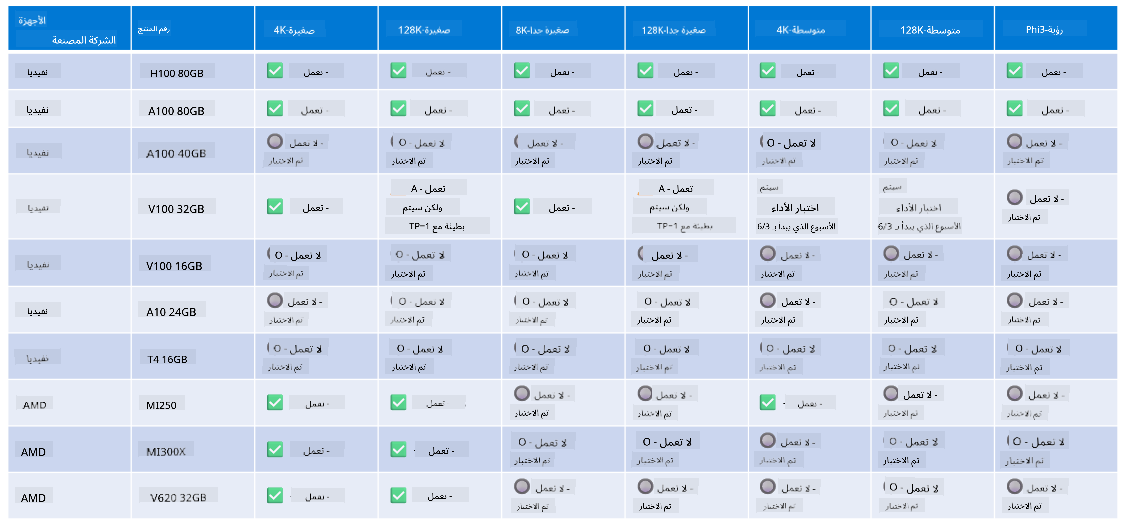 الأجهزة
الشركة المصنعة
رقم المنتج
صغيرة-4K
صغيرة-128K
صغيرة جدا-8K
صغيرة جدا-128K
متوسطة-4K
متوسطة-128K
رؤية-Phi3
نفيديا
H100 80GB
✅ تعمل -
✅ تعمل -
✅ تعمل -
✅ تعمل -
✅ تعمل
✅ تعمل -
✅ تعمل -
نفيديا
A100 80GB
✅ تعمل -
✅ تعمل -
✅ تعمل -
✅ تعمل -
✅ تعمل -
✅ تعمل -
✅ تعمل -
نفيديا
A100 40GB
لا تعمل -
تم الاختبار
لا تعمل - O
تم الاختبار
لا تعمل -
تم الاختبار
لا تعمل -
تم الاختبار
لا تعمل - O
تم الاختبار
لا تعمل - O
تم الاختبار
لا تعمل -
تم الاختبار
نفيديا
V100 32GB
✅ تعمل -
تعمل - A
ولكن سيتم
بطيئة مع TP=1
✅ تعمل -
تعمل - A
ولكن سيتم
بطيئة مع TP=1
سيتم
اختبار الأداء
الأسبوع الذي يبدأ بـ 6/3
سيتم
اختبار الأداء
الأسبوع الذي يبدأ بـ 6/3
لا تعمل -
تم الاختبار
نفيديا
V100 16GB
لا تعمل - O
تم الاختبار
لا تعمل - O
تم الاختبار
لا تعمل - O
تم الاختبار
لا تعمل -
تم الاختبار
لا تعمل -
تم الاختبار
لا تعمل -
تم الاختبار
لا تعمل -
تم الاختبار
نفيديا
A10 24GB
لا تعمل -
تم الاختبار
لا تعمل - O
تم الاختبار
لا تعمل - O
تم الاختبار
لا تعمل - O
تم الاختبار
لا تعمل -
تم الاختبار
لا تعمل - O
تم الاختبار
لا تعمل -
تم الاختبار
نفيديا
T4 16GB
لا تعمل - O
تم الاختبار
لا تعمل - O
تم الاختبار
لا تعمل - O
تم الاختبار
لا تعمل - O
تم الاختبار
لا تعمل - O
تم الاختبار
لا تعمل - O
تم الاختبار
لا تعمل - O
تم الاختبار
AMD
MI250
✅ تعمل -
✅ تعمل
لا تعمل -
تم الاختبار
لا تعمل -
تم الاختبار
✅ تعمل -
لا تعمل -
تم الاختبار
لا تعمل -
تم الاختبار
AMD
MI300X
✅ تعمل -
✅ تعمل -
لا تعمل - O
تم الاختبار
لا تعمل - O
تم الاختبار
لا تعمل -
تم الاختبار
لا تعمل - O
تم الاختبار
لا تعمل - O
تم الاختبار
AMD
V620 32GB
✅ تعمل -
✅ تعمل -
لا تعمل -
تم الاختبار
لا تعمل -
تم الاختبار
لا تعمل -
تم الاختبار
لا تعمل - O
تم الاختبار
لا تعمل -
تم الاختبار